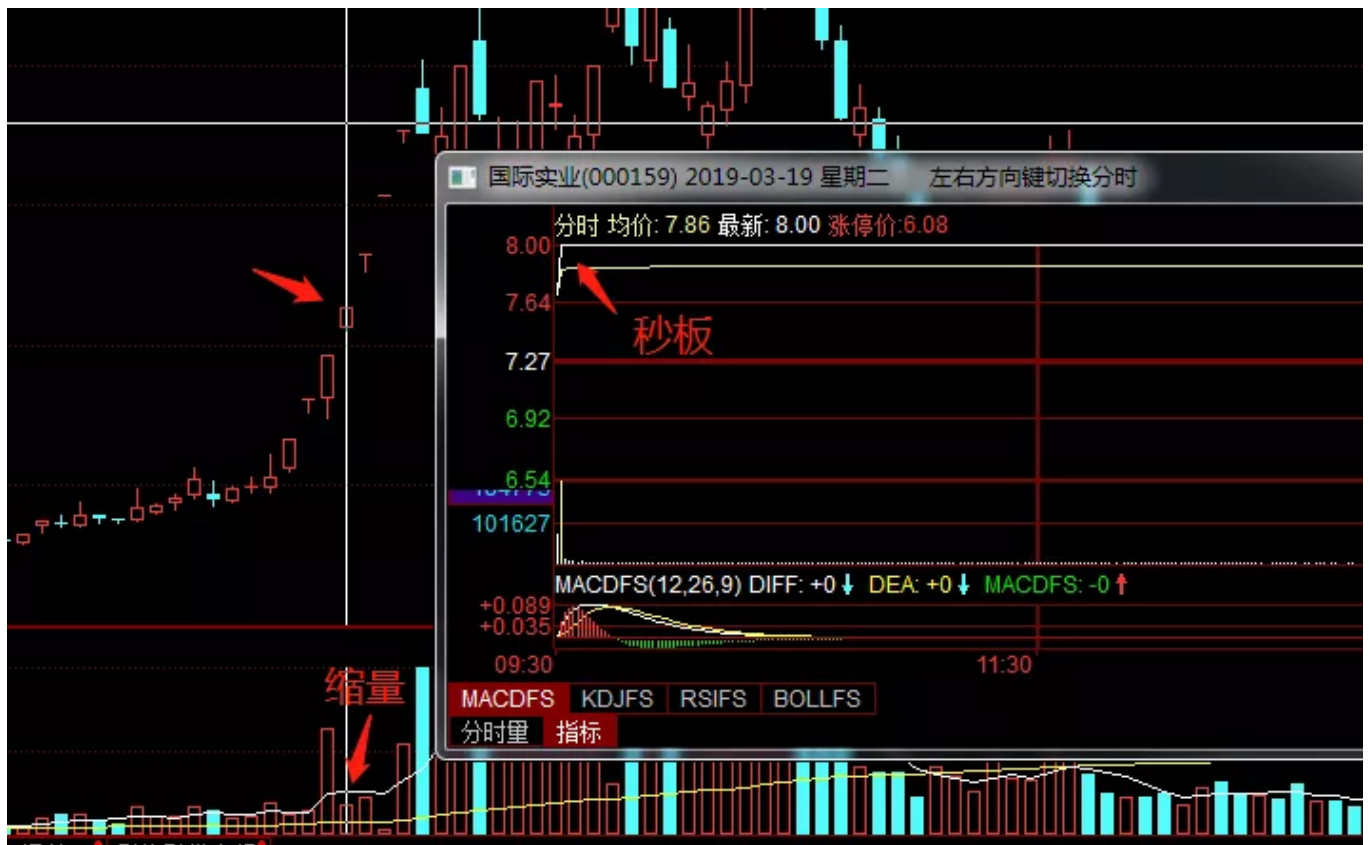 国际实业(000159) 2019-03-19 星期二 左右方向键切换分时
分时 均价: 7.86 最新: 8.00 涨停价:6.08
8.00
7.64
秒板
7.27
6.92
6.54
101627
MACDFS(12,26,9) DIFF: +0↓ DEA: +0↓ MACDFS: -0↑
+0.089
+0.035
09:30 11:30
缩量
MACDFS KDJFS RSIFS BOLLFS
分时量 指标